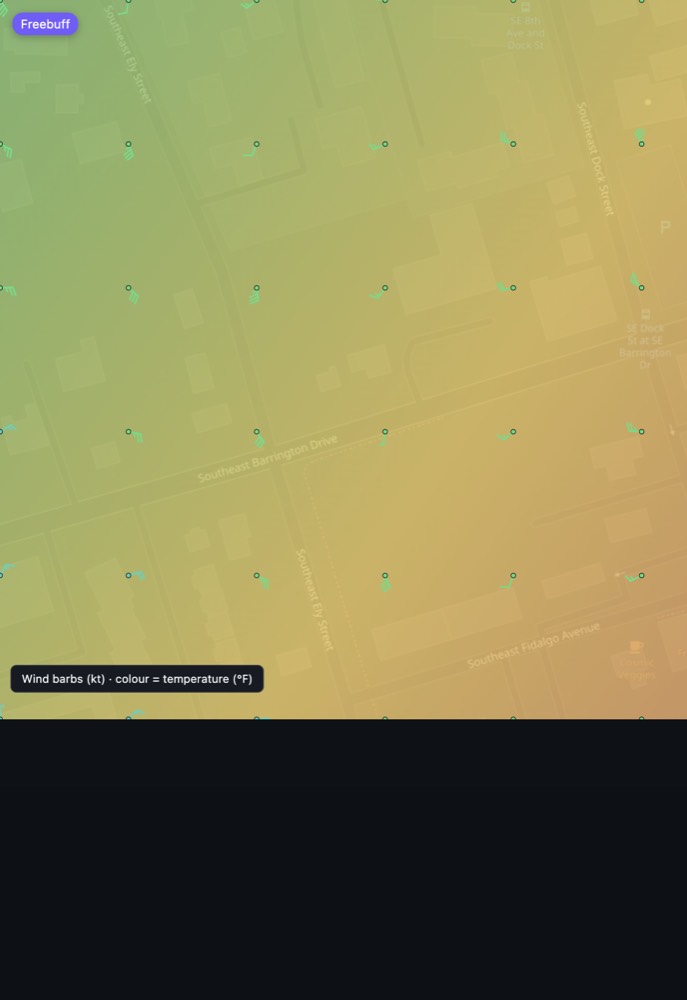 Freebuff
SE 8th
Ave and
Dock St
Southeast Ely Street
Southeast Dock Street
P
SE Dock
St at SE
Barrington
Dr
Southeast Barrington Drive
Southeast Ely Street
Southeast Fidalgo Avenue
Wind barbs (kt) · colour = temperature (°F)